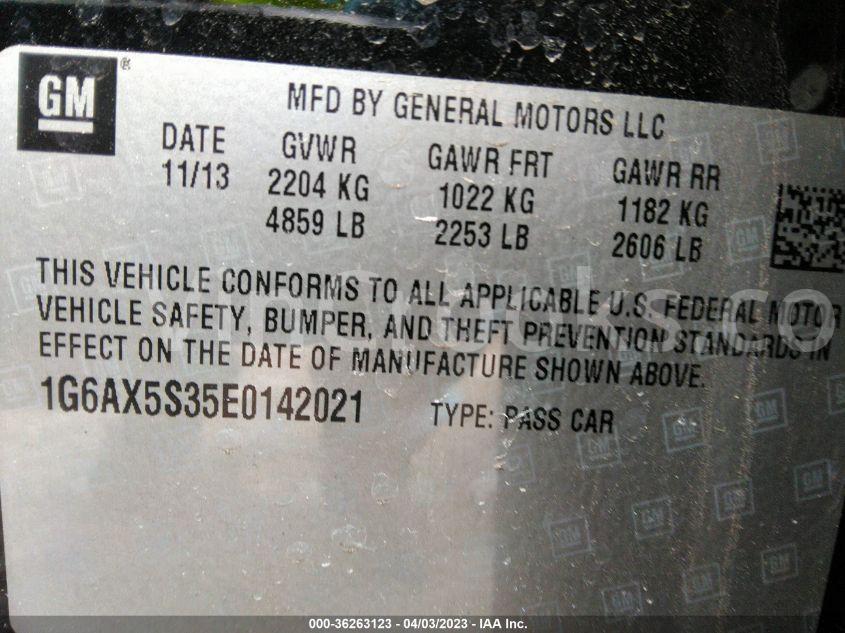 GM®
MFD BY GENERAL MOTORS LLC
DATE GVWR GAWR FRT GAWR RR
11/13 2204 KG 1022 KG 1182 KG
4859 LB 2253 LB 2606 LB
THIS VEHICLE CONFORMS TO ALL APPLICABLE U.S. FEDERAL MOTOR
VEHICLE SAFETY, BUMPER, AND THEFT PREVENTION STANDARDS IN
EFFECT ON THE DATE OF MANUFACTURE SHOWN ABOVE.
1G6AX5S35E0142021 TYPE: PASS CAR
000-36263123 - 04/03/2023 - IAA Inc.